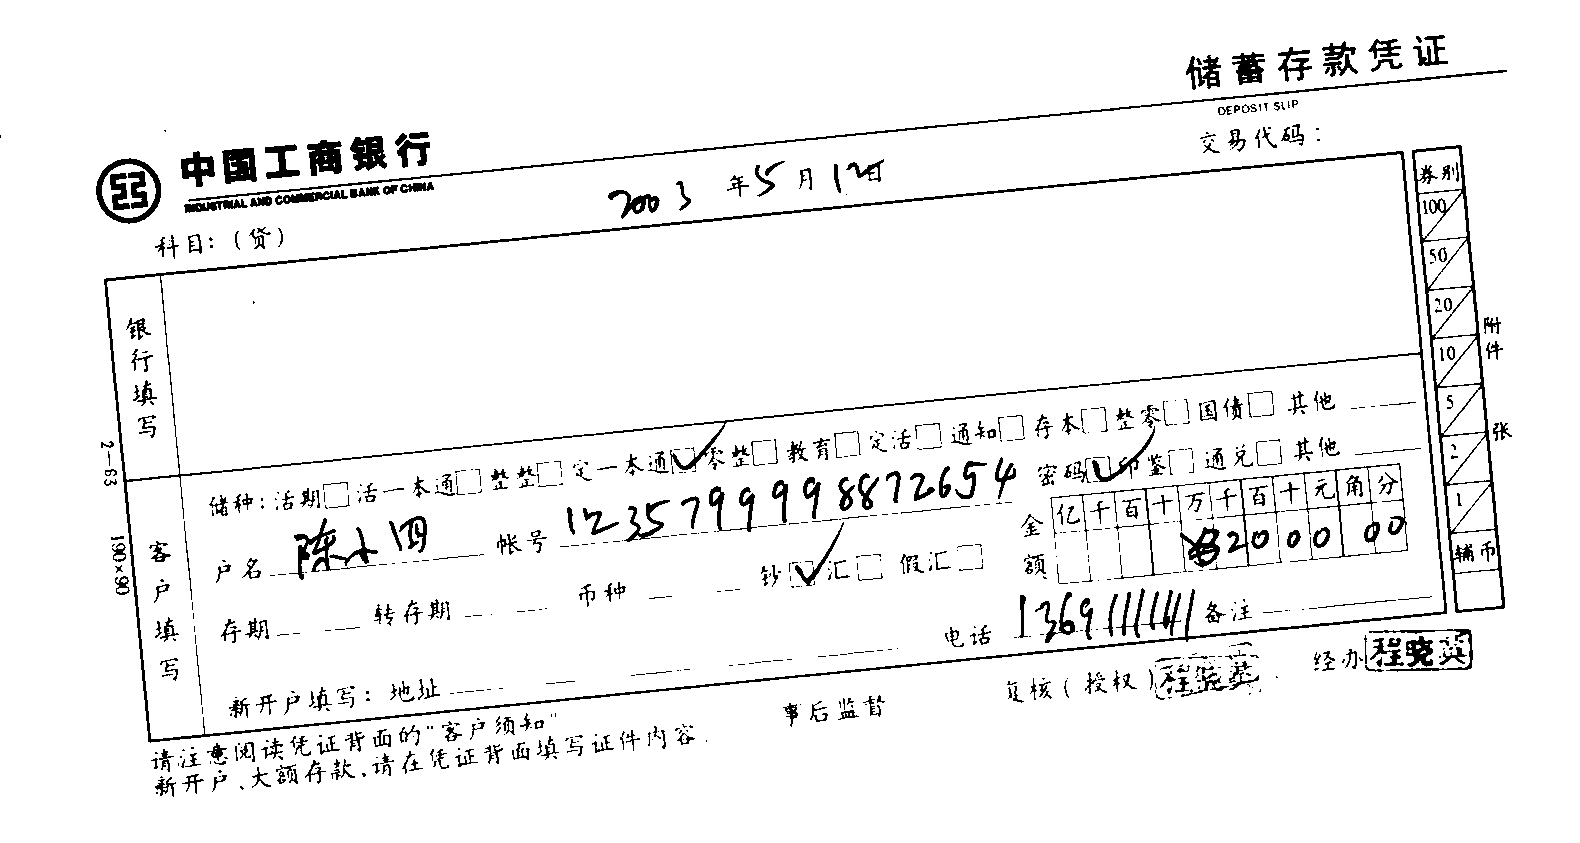 储蓄存款凭证
DEPOSIT SLIP
中国工商银行
INDUSTRIAL AND COMMERCIAL BANK OF CHINA
交易代码：
2003年5月12日
科目：（贷）
券别
100
50
20
10
5
2
1
辅币
附件 张
银行填写
2—63 190×90
客户填写
储种：活期□活一本通□整整□定一本通☑零整□教育□定活□通知□存本□整零□国债□其他
户名 陈小四 帐号 1235799998872654 密码☑印鉴□通兑□其他
金额 亿千百十万千百十元角分
¥200000
存期 转存期 币种 钞☑汇□假汇□
电话 13691111141 备注
新开户填写：地址
请注意阅读凭证背面的“客户须知” 事后监督 复核（授权）程晓英 经办 程晓英
新开户、大额存款，请在凭证背面填写证件内容．